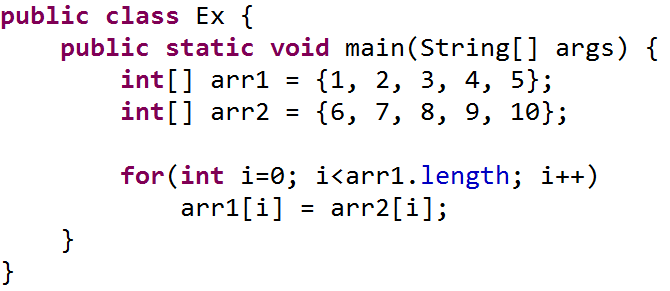 public class Ex {
    public static void main(String[] args) {
        int[] arr1 = {1, 2, 3, 4, 5};
        int[] arr2 = {6, 7, 8, 9, 10};

        for(int i=0; i<arr1.length; i++)
            arr1[i] = arr2[i];
    }
}